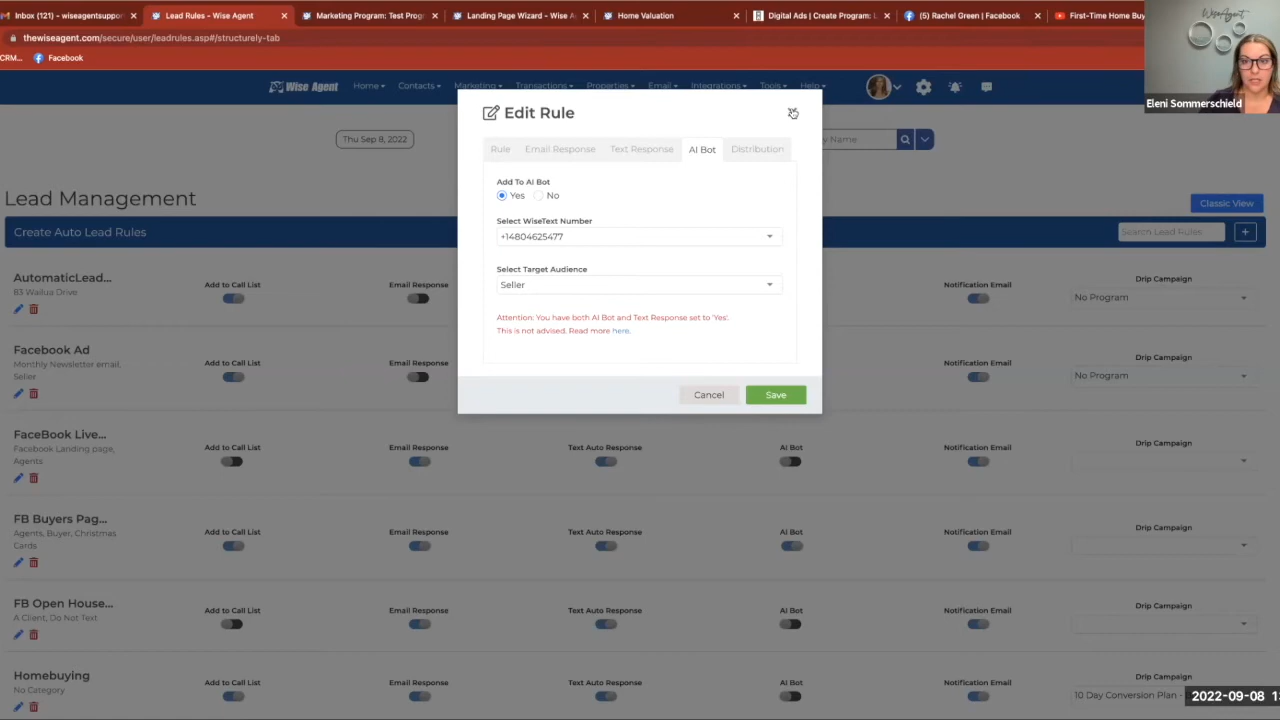 Inbox (121) - wiseagentsuppor
Lead Rules - Wise Agent
Marketing Program: Test Prog
Landing Page Wizard - Wise A
Home Valuation
Digital Ads | Create Program: L
(5) Rachel Green | Facebook
First-Time Home Buy
thewiseagent.com/secure/user/leadrules.asp#/structurely-tab
CRM...
Facebook
WiseAgent
Eleni Sommerschield
Wise Agent
Home
Contacts
Marketing
Transactions
Properties
Email
Integrations
Tools
Help
Edit Rule
Thu Sep 8, 2022
y Name
Rule
Email Response
Text Response
AI Bot
Distribution
Add To AI Bot
Yes
No
Select WiseText Number
+14804625477
Select Target Audience
Seller
Attention: You have both AI Bot and Text Response set to 'Yes'.
This is not advised. Read more here.
Cancel
Save
Lead Management
Classic View
Create Auto Lead Rules
Search Lead Rules
+
AutomaticLead...
83 Wailua Drive
Add to Call List
Email Response
Notification Email
Drip Campaign
No Program
Facebook Ad
Monthly Newsletter email,
Seller
Add to Call List
Email Response
Notification Email
Drip Campaign
No Program
FaceBook Live...
Facebook Landing page,
Agents
Add to Call List
Email Response
Text Auto Response
AI Bot
Notification Email
Drip Campaign
FB Buyers Pag...
Agents, Buyer, Christmas
Cards
Add to Call List
Email Response
Text Auto Response
AI Bot
Notification Email
Drip Campaign
FB Open House...
A Client, Do Not Text
Add to Call List
Email Response
Text Auto Response
AI Bot
Notification Email
Drip Campaign
Homebuying
No Category
Add to Call List
Email Response
Text Auto Response
AI Bot
Notification Email
Drip Campaign
10 Day Conversion Plan -
2022-09-08 1